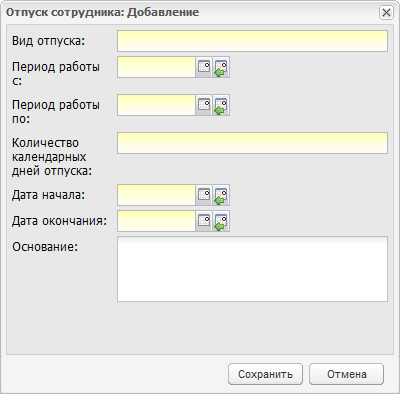 Отпуск сотрудника: Добавление
Вид отпуска:
Период работы
с:
Период работы
по:
Количество
календарных
дней отпуска:
Дата начала:
Дата окончания:
Основание:
Сохранить
Отмена